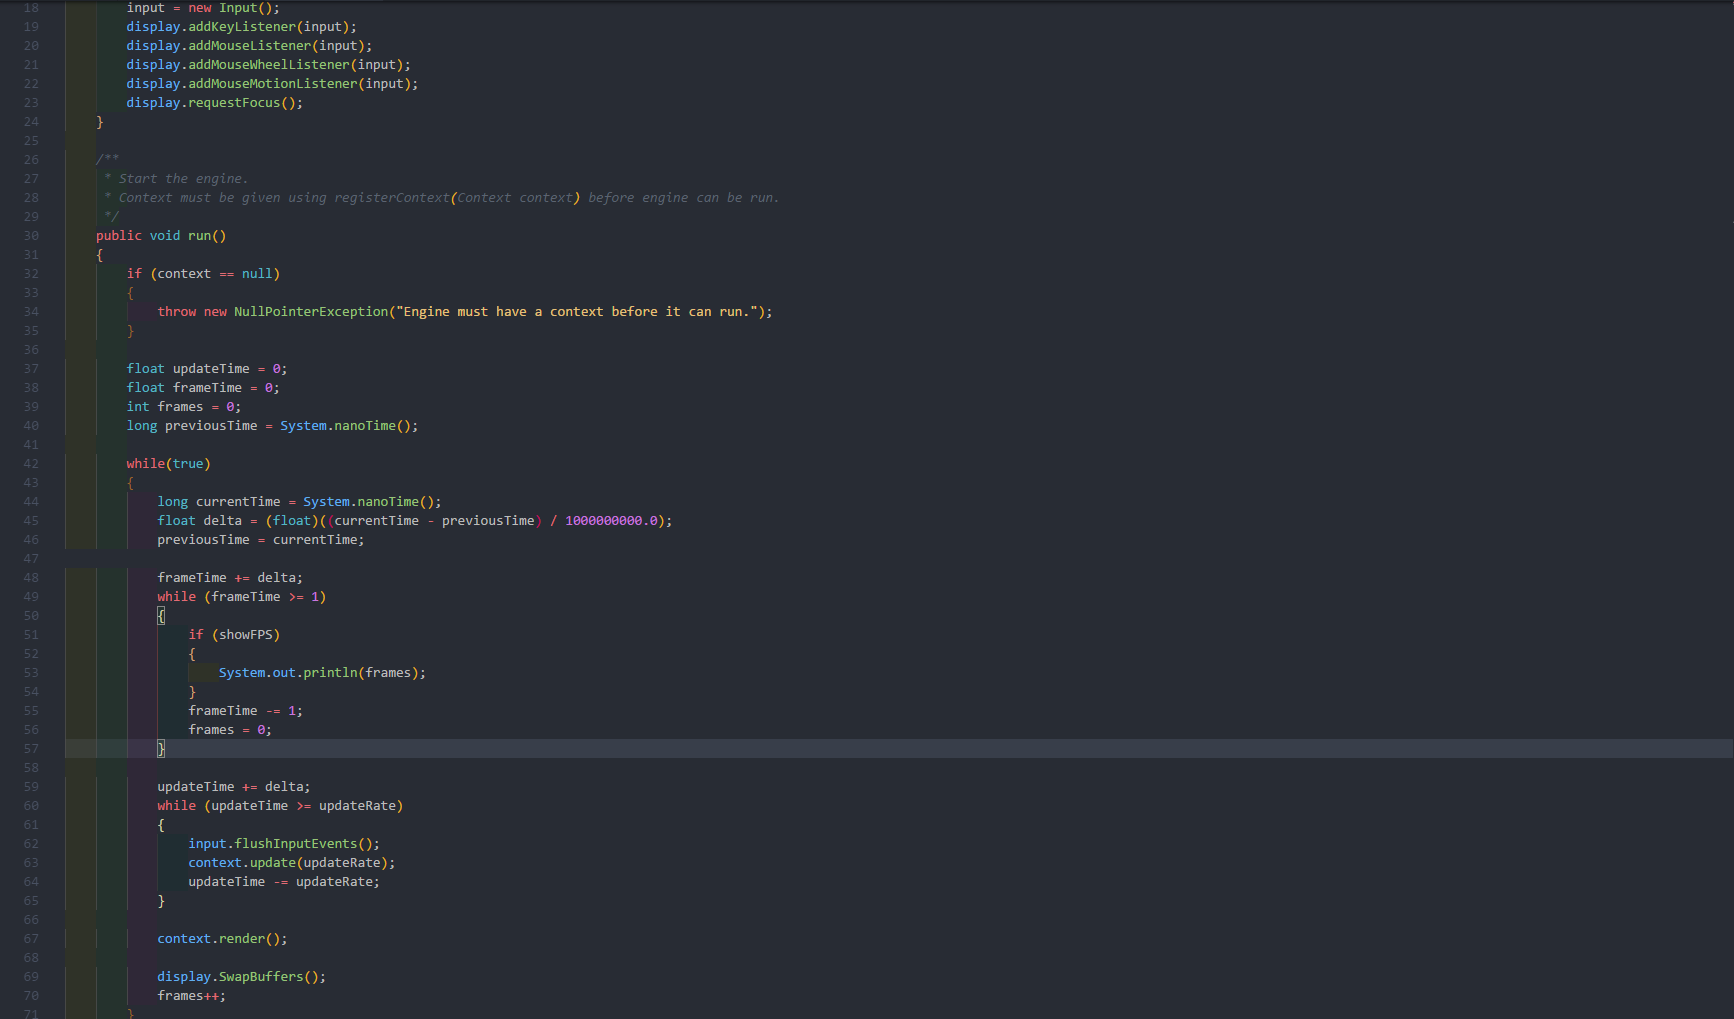 18 input = new Input();
19 display.addKeyListener(input);
20 display.addMouseListener(input);
21 display.addMouseWheelListener(input);
22 display.addMouseMotionListener(input);
23 display.requestFocus();
24 }
25
26 /**
27 * Start the engine.
28 * Context must be given using registerContext(Context context) before engine can be run.
29 */
30 public void run()
31 {
32 if (context == null)
33 {
34 throw new NullPointerException("Engine must have a context before it can run.");
35 }
36
37 float updateTime = 0;
38 float frameTime = 0;
39 int frames = 0;
40 long previousTime = System.nanoTime();
41
42 while(true)
43 {
44 long currentTime = System.nanoTime();
45 float delta = (float)((currentTime - previousTime) / 1000000000.0);
46 previousTime = currentTime;
47
48 frameTime += delta;
49 while (frameTime >= 1)
50 {
51 if (showFPS)
52 {
53 System.out.println(frames);
54 }
55 frameTime -= 1;
56 frames = 0;
57 }
58
59 updateTime += delta;
60 while (updateTime >= updateRate)
61 {
62 input.flushInputEvents();
63 context.update(updateRate);
64 updateTime -= updateRate;
65 }
66
67 context.render();
68
69 display.SwapBuffers();
70 frames++;
71 }